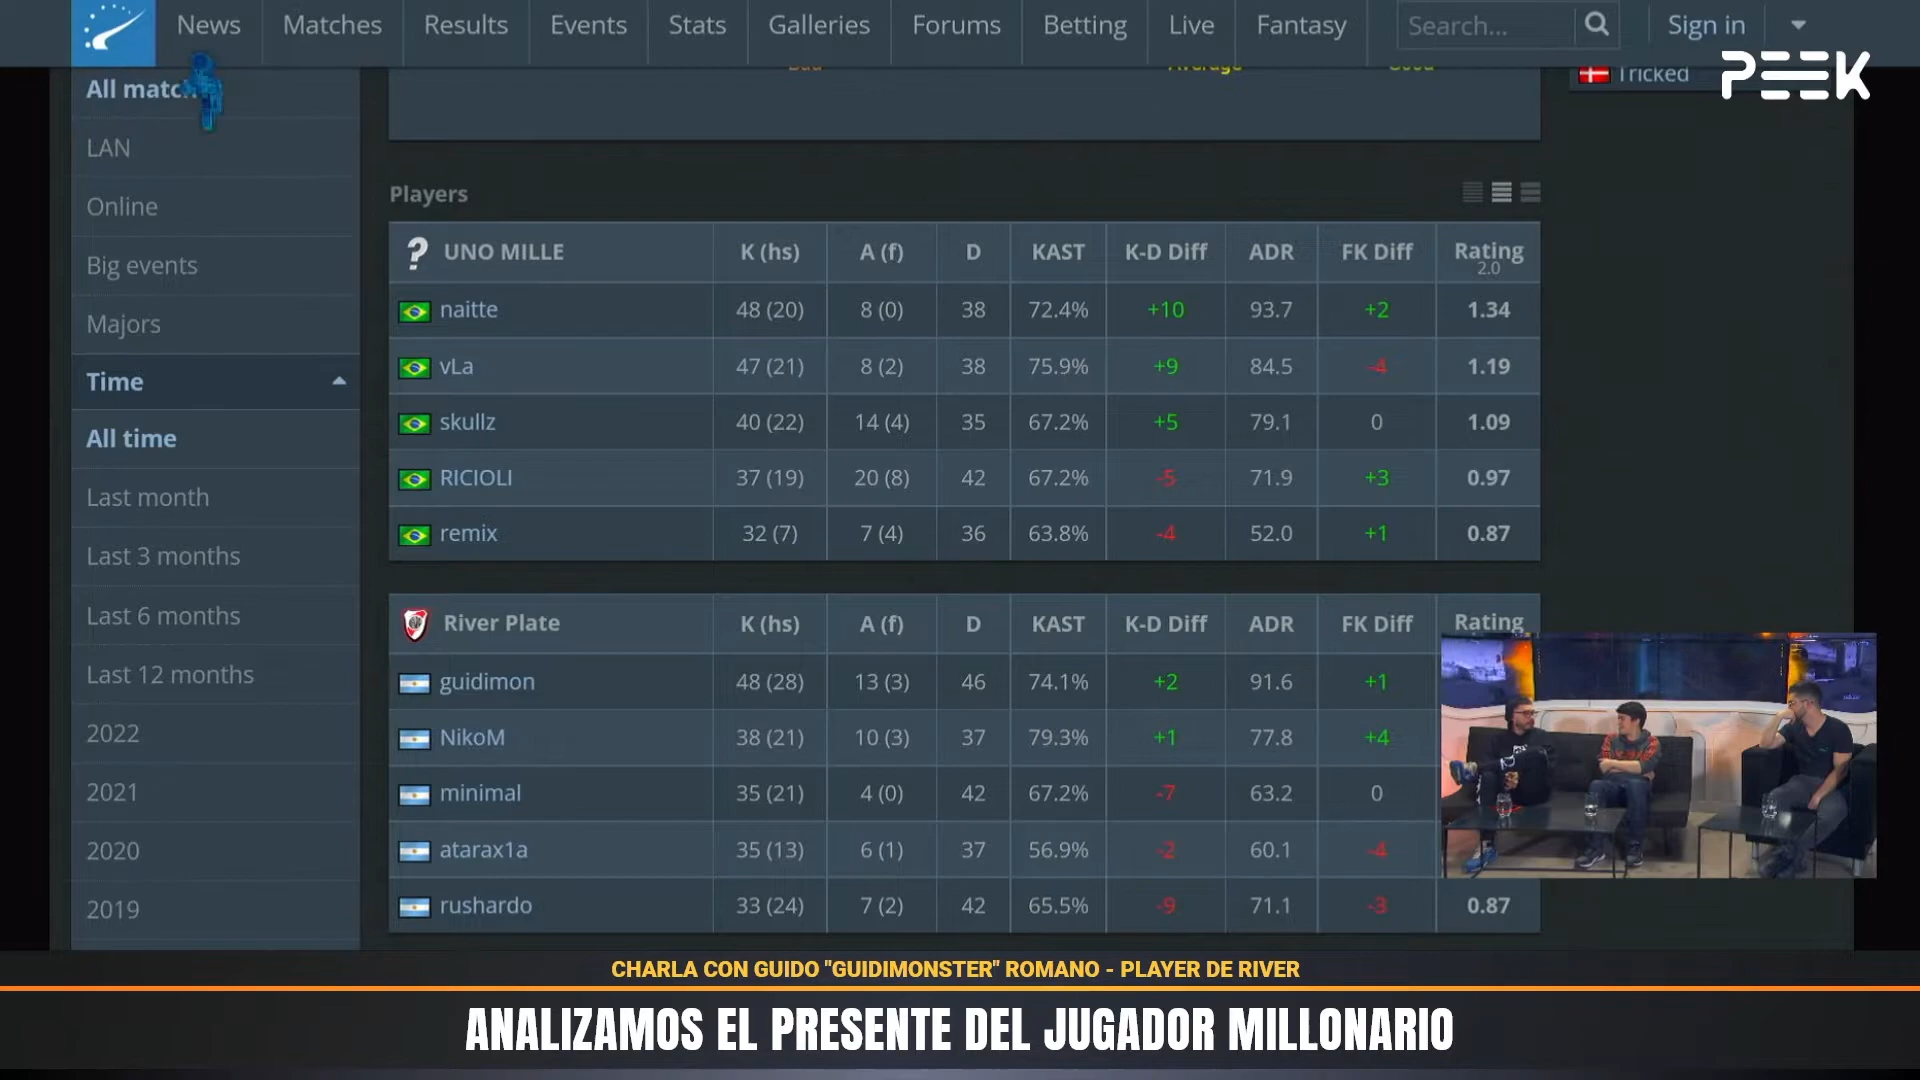 News Matches Results Events Stats Galleries Forums Betting Live Fantasy Search... Sign in
PEEK
Tricked
All matc
LAN
Online
Big events
Majors
Time
All time
Last month
Last 3 months
Last 6 months
Last 12 months
2022
2021
2020
2019
Average
Players
? UNO MILLE K (hs) A (f) D KAST K-D Diff ADR FK Diff Rating 2.0
naitte 48 (20) 8 (0) 38 72.4% +10 93.7 +2 1.34
vLa 47 (21) 8 (2) 38 75.9% +9 84.5 -4 1.19
skullz 40 (22) 14 (4) 35 67.2% +5 79.1 0 1.09
RICIOLI 37 (19) 20 (8) 42 67.2% -5 71.9 +3 0.97
remix 32 (7) 7 (4) 36 63.8% -4 52.0 +1 0.87
River Plate K (hs) A (f) D KAST K-D Diff ADR FK Diff Rating
guidimon 48 (28) 13 (3) 46 74.1% +2 91.6 +1
NikoM 38 (21) 10 (3) 37 79.3% +1 77.8 +4
minimal 35 (21) 4 (0) 42 67.2% -7 63.2 0
atarax1a 35 (13) 6 (1) 37 56.9% -2 60.1 -4
rushardo 33 (24) 7 (2) 42 65.5% -9 71.1 -3 0.87
CHARLA CON GUIDO "GUIDIMONSTER" ROMANO - PLAYER DE RIVER
ANALIZAMOS EL PRESENTE DEL JUGADOR MILLONARIO